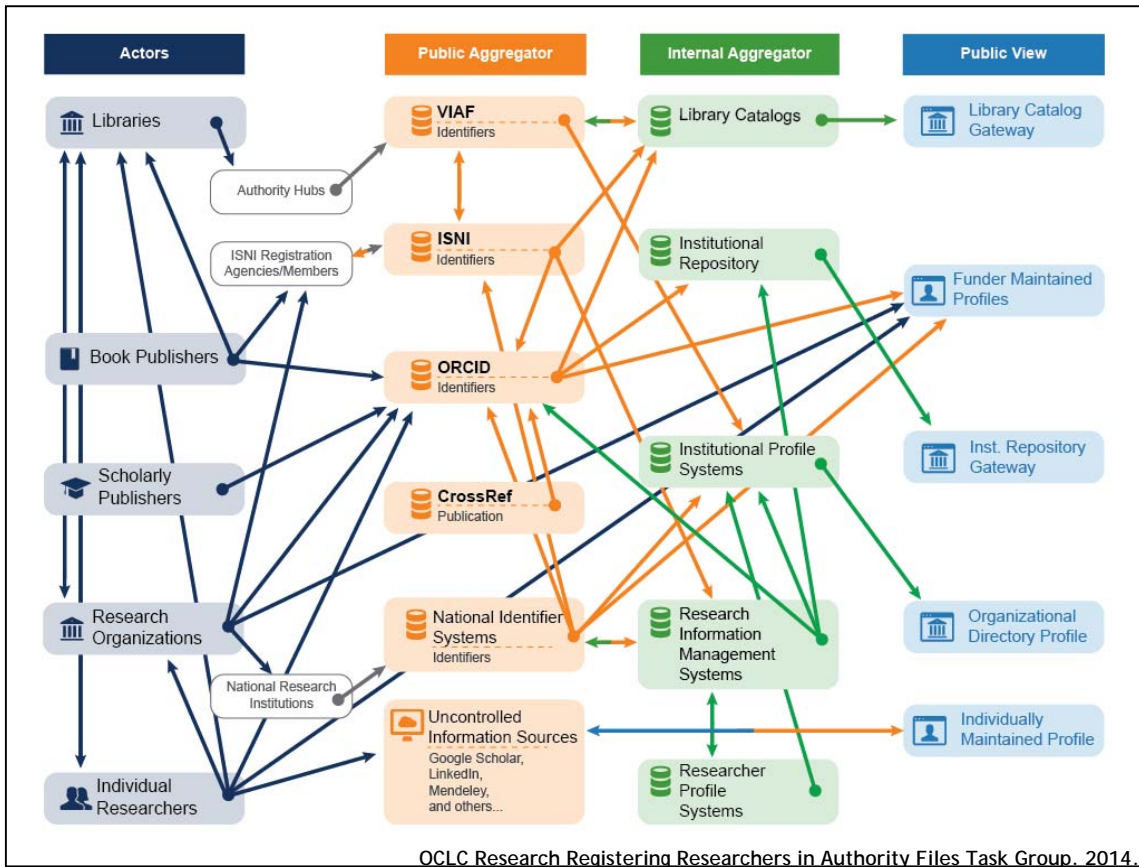 Actors
Public Aggregator
Internal Aggregator
Public View
Libraries
Authority Hubs
ISNI Registration
Agencies/Members
Book Publishers
Scholarly
Publishers
Research
Organizations
National Research
Institutions
Individual
Researchers
VIAF
Identifiers
ISNI
Identifiers
ORCID
Identifiers
CrossRef
Publication
National Identifier
Systems
Identifiers
Uncontrolled
Information Sources
Google Scholar,
LinkedIn,
Mendeley,
and others...
Library Catalogs
Institutional
Repository
Institutional Profile
Systems
Research
Information
Management
Systems
Researcher
Profile
Systems
Library Catalog
Gateway
Funder Maintained
Profiles
Inst. Repository
Gateway
Organizational
Directory Profile
Individually
Maintained Profile
OCLC Research Registering Researchers in Authority Files Task Group. 2014.